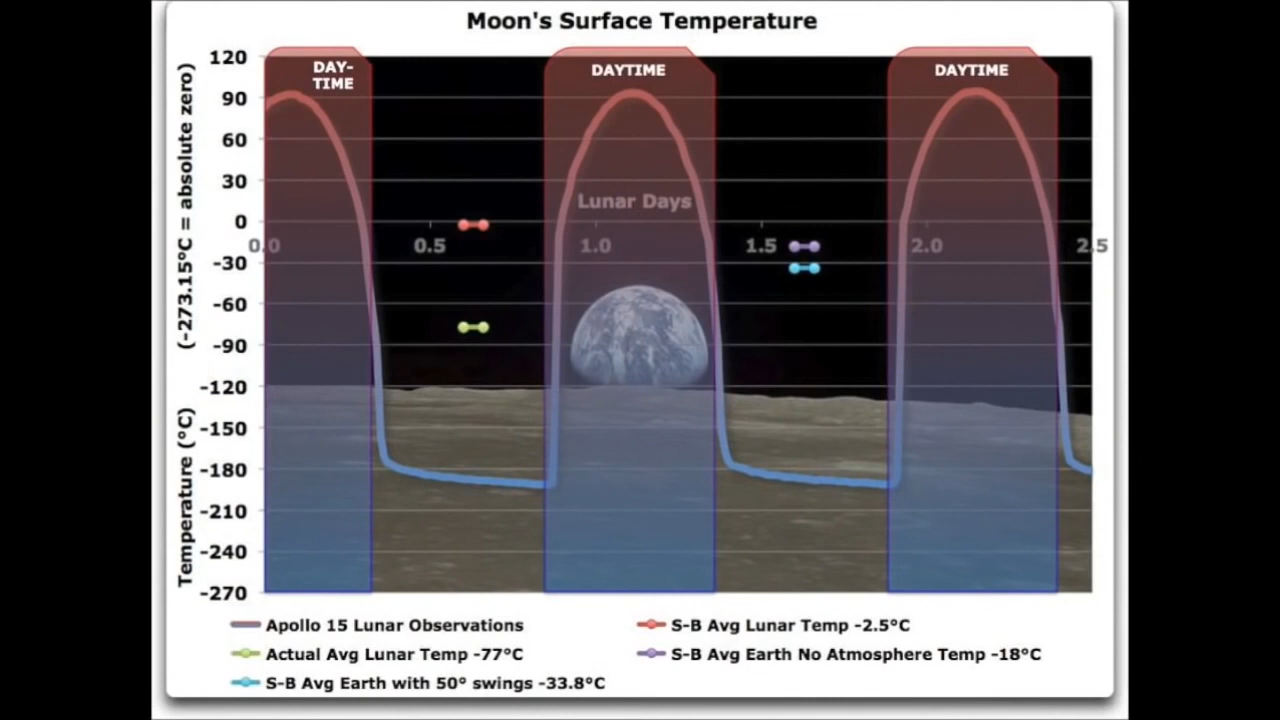 Moon's Surface Temperature
Temperature (°C) (-273.15°C = absolute zero)
120
90
60
30
0
-30
-60
-90
-120
-150
-180
-210
-240
-270
DAY-
TIME
DAYTIME
DAYTIME
Lunar Days
0.0 0.5 1.0 1.5 2.0 2.5
Apollo 15 Lunar Observations
S-B Avg Lunar Temp -2.5°C
Actual Avg Lunar Temp -77°C
S-B Avg Earth No Atmosphere Temp -18°C
S-B Avg Earth with 50° swings -33.8°C